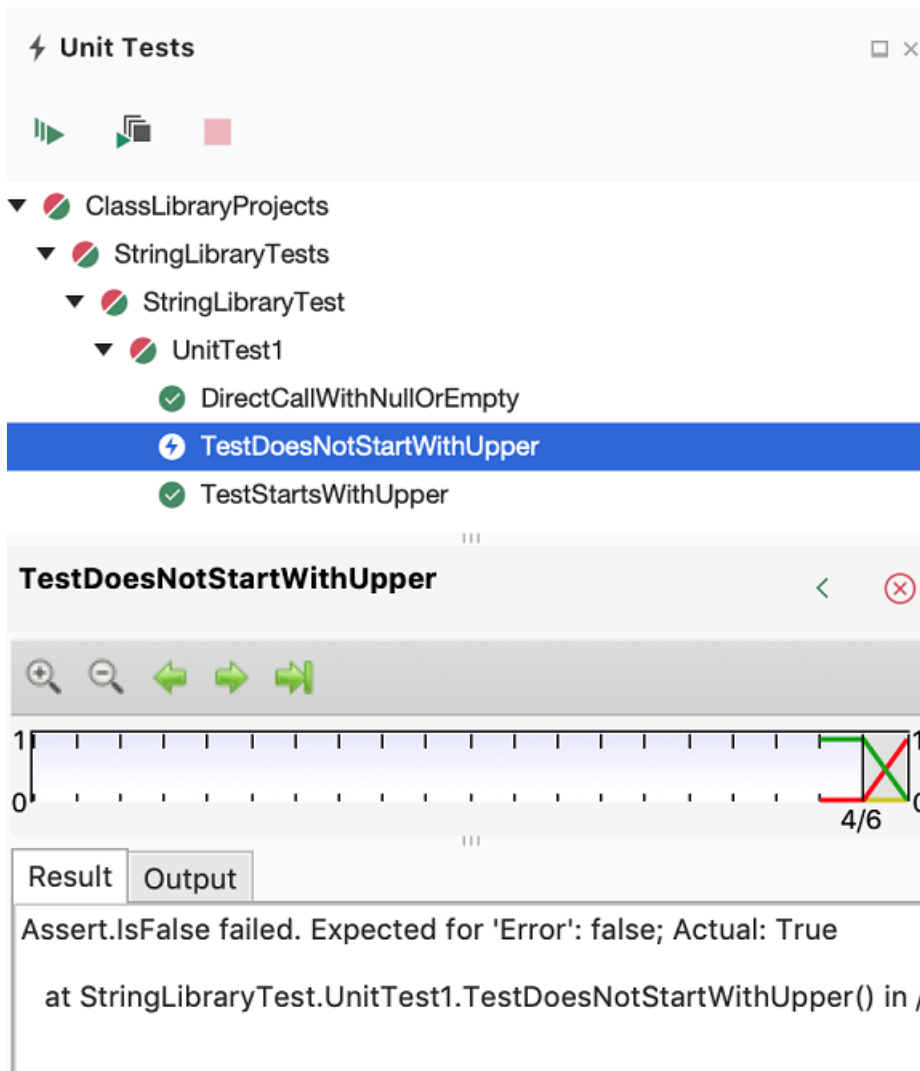 Unit Tests
ClassLibraryProjects
StringLibraryTests
StringLibraryTest
UnitTest1
DirectCallWithNullOrEmpty
TestDoesNotStartWithUpper
TestStartsWithUpper
TestDoesNotStartWithUpper
1 1
0 0
4/6
Result Output
Assert.IsFalse failed. Expected for 'Error': false; Actual: True
at StringLibraryTest.UnitTest1.TestDoesNotStartWithUpper() in /